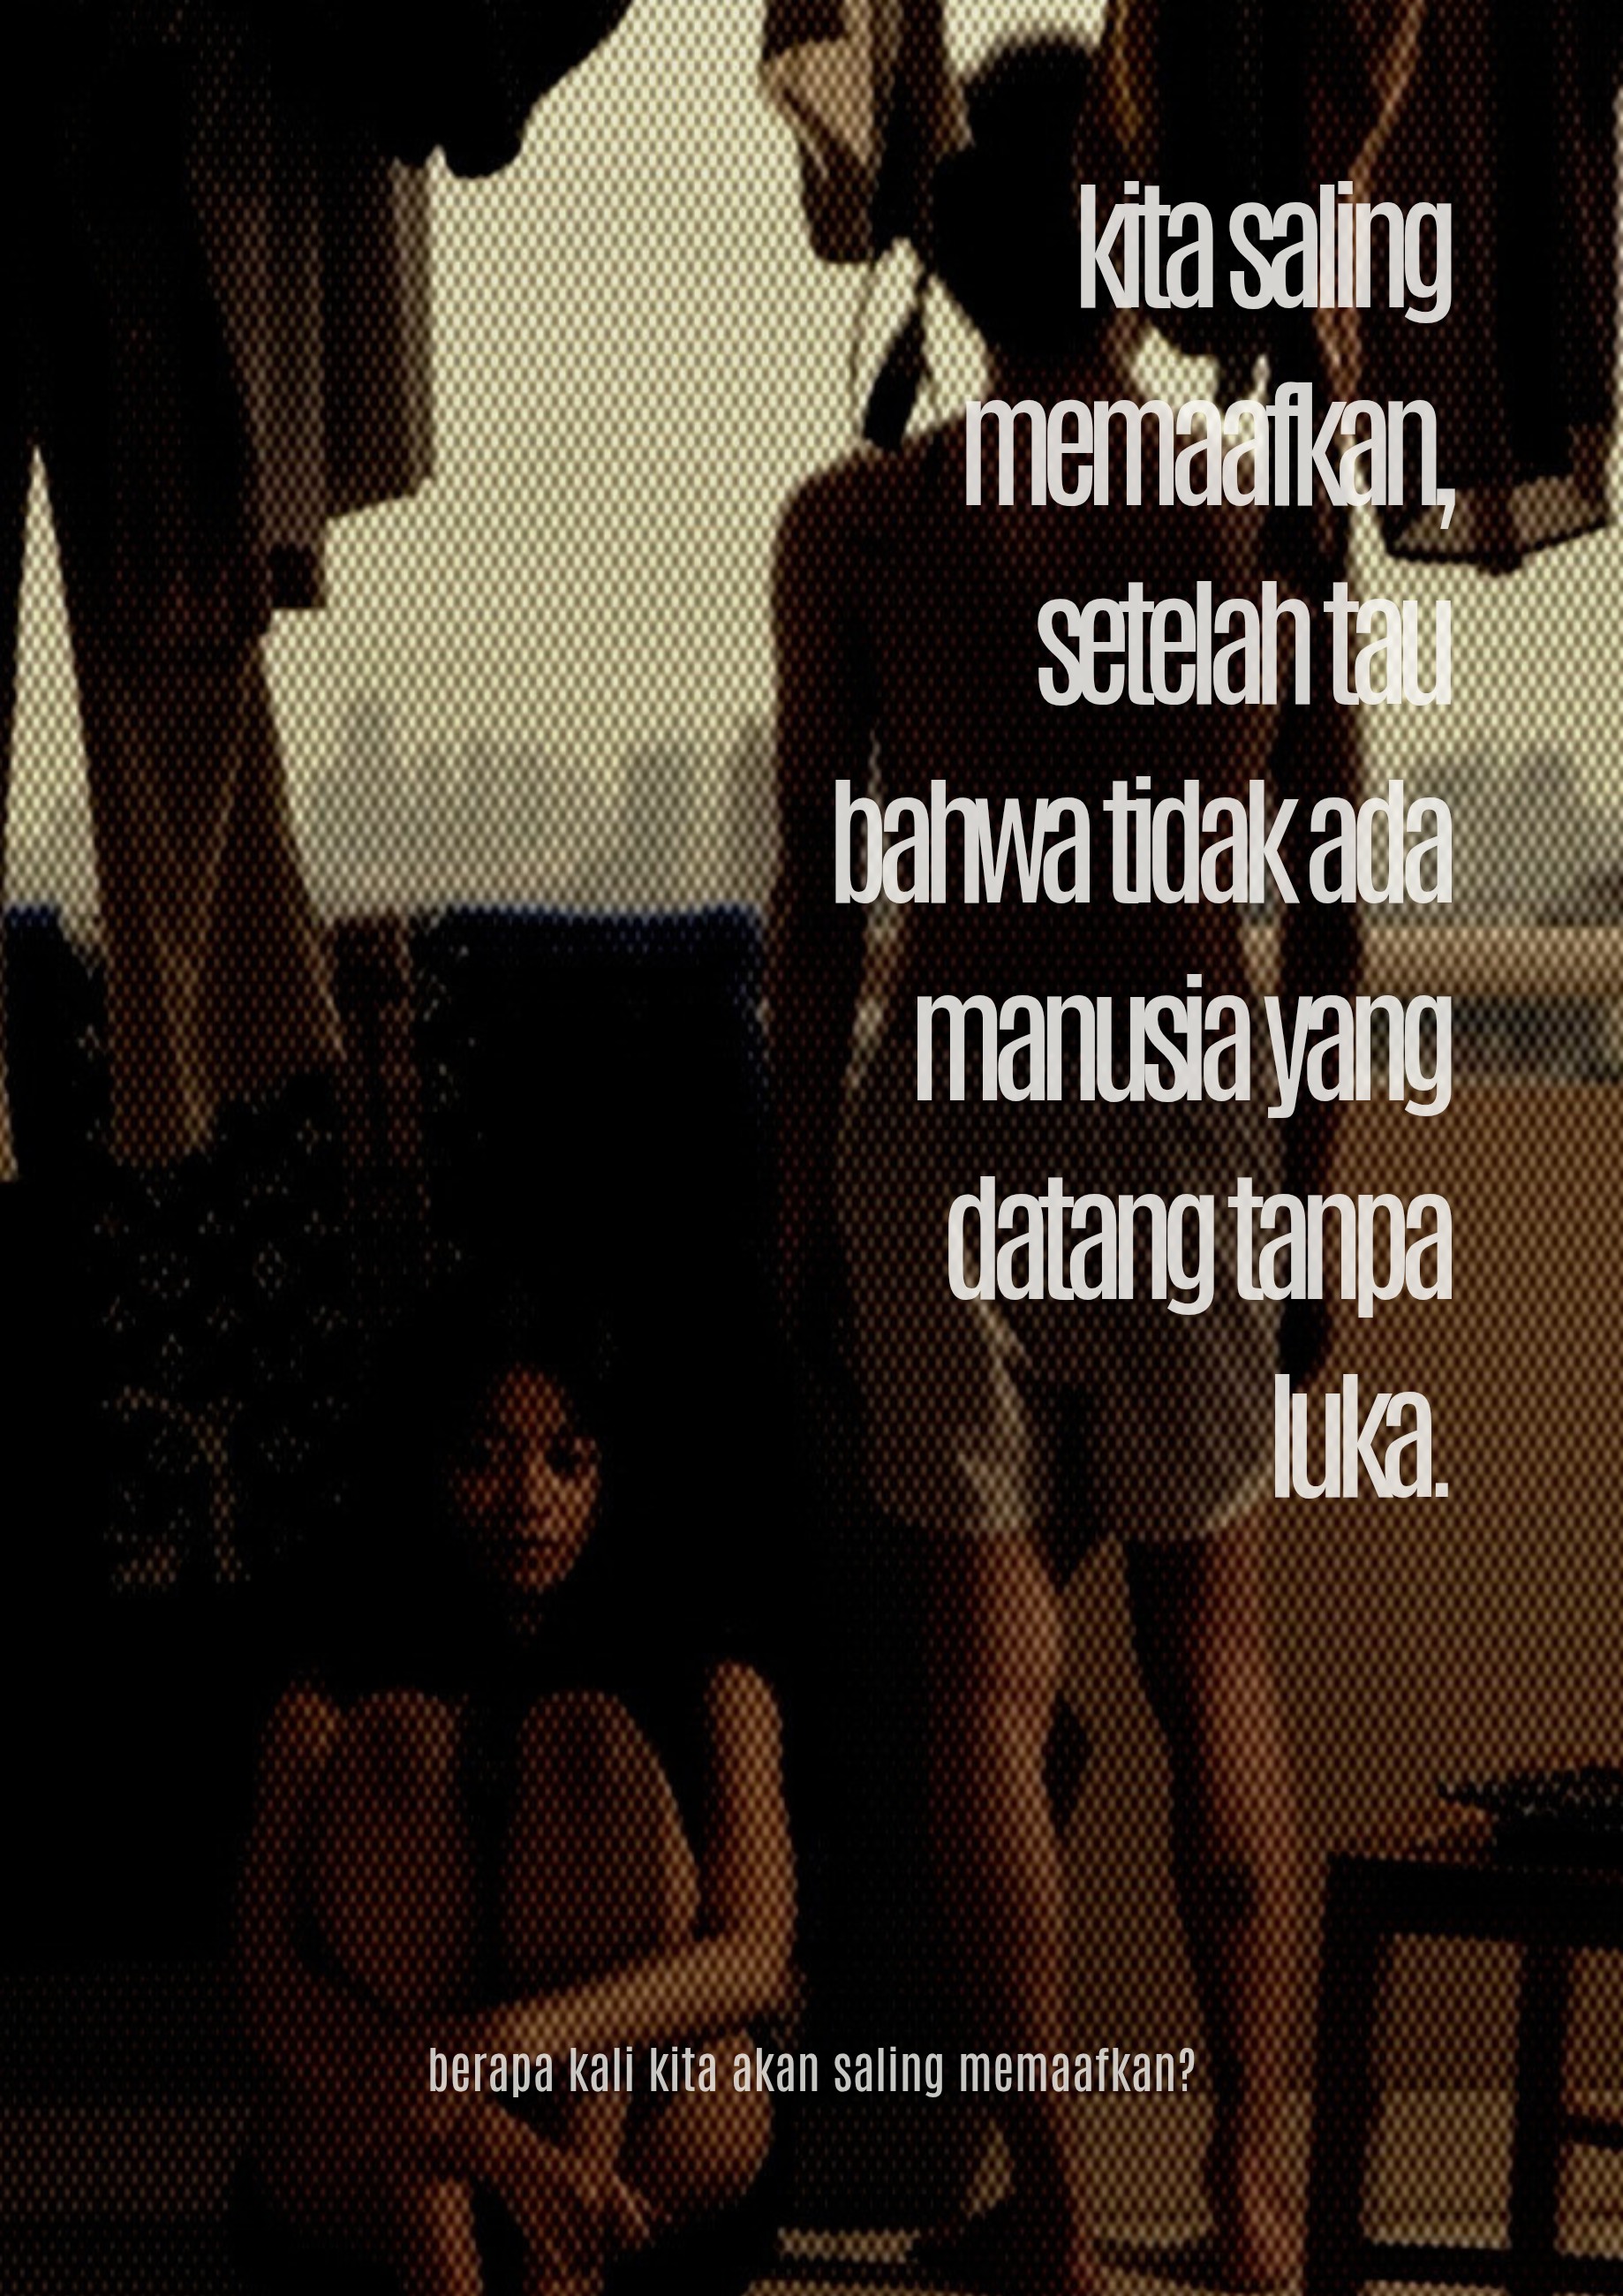 kita saling
memaafkan,
setelah tau
bahwa tidak ada
manusia yang
datang tanpa
luka.
berapa kali kita akan saling memaafkan?